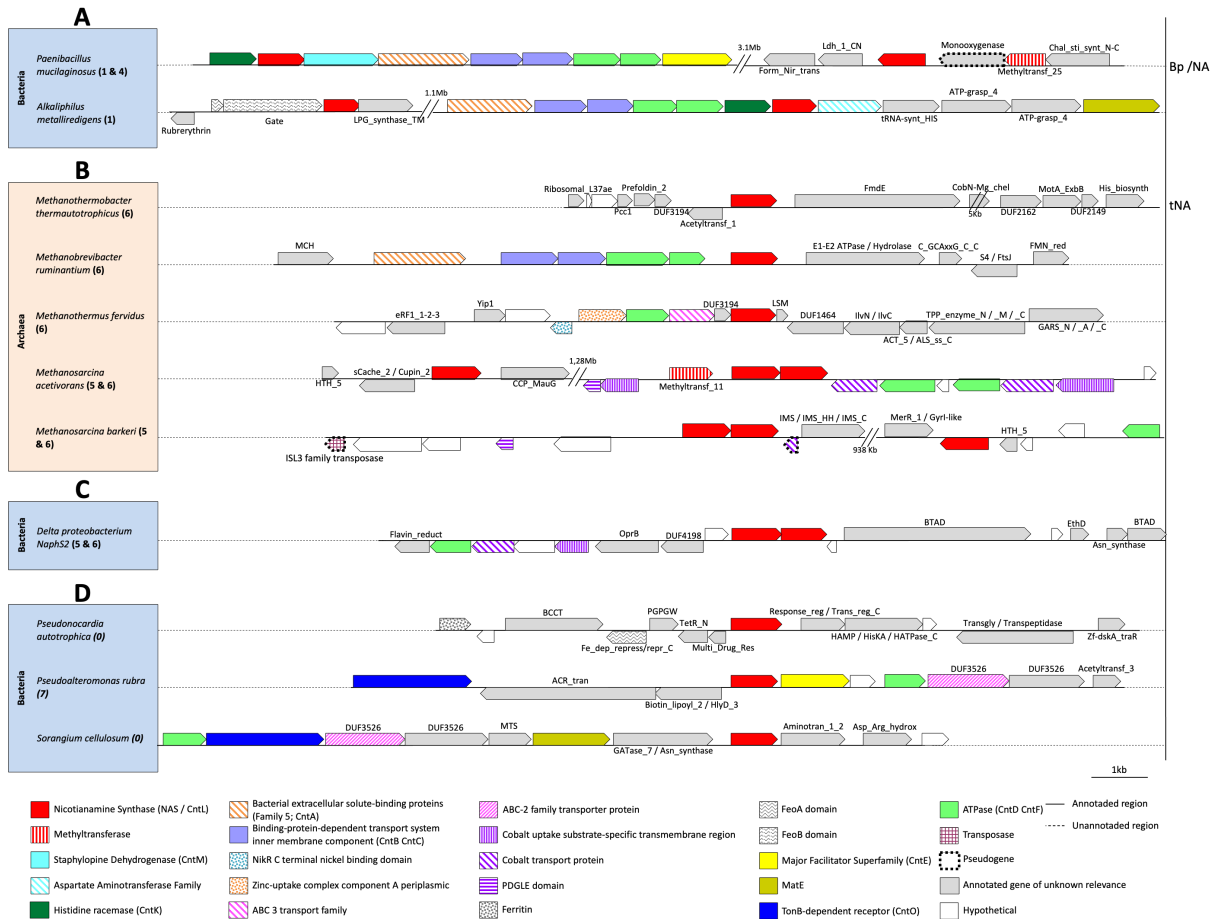 A
Bacteria
Paenibacillus
mucilaginosus (1 & 4)
3.1Mb
Form_Nir_trans
Ldh_1_CN
Monooxygenase
Methyltransf_25
Chal_sti_synt_N-C
Bp /NA
Alkaliphilus
metalliredigens (1)
Rubrerythrin
Gate
LPG_synthase_TM
1.1Mb
tRNA-synt_HIS
ATP-grasp_4
ATP-grasp_4
B
Archaea
Methanothermobacter
thermautotrophicus (6)
Ribosomal_L37ae
Pcc1
Prefoldin_2
DUF3194
Acetyltransf_1
FmdE
CobN-Mg_chel
5Kb
DUF2162
MotA_ExbB
DUF2149
His_biosynth
tNA
Methanobrevibacter
ruminantium (6)
MCH
E1-E2 ATPase / Hydrolase
C_GCAxxG_C_C
S4 / FtsJ
FMN_red
Methanothermus fervidus
(6)
eRF1_1-2-3
Yip1
DUF3194
LSM
DUF1464
IlvN / IlvC
ACT_5 / ALS_ss_C
TPP_enzyme_N / _M / _C
GARS_N / _A / _C
Methanosarcina
acetivorans (5 & 6)
HTH_5
sCache_2 / Cupin_2
CCP_MauG
1,28Mb
Methyltransf_11
Methanosarcina barkeri (5
& 6)
ISL3 family transposase
IMS / IMS_HH / IMS_C
938 Kb
MerR_1 / GyrI-like
HTH_5
C
Bacteria
Delta proteobacterium
NaphS2 (5 & 6)
Flavin_reduct
OprB
DUF4198
BTAD
EthD
Asn_synthase
BTAD
D
Bacteria
Pseudonocardia
autotrophica (0)
BCCT
Fe_dep_repress/repr_C
PGPGW
TetR_N
Multi_Drug_Res
Response_reg / Trans_reg_C
HAMP / HisKA / HATPase_C
Transgly / Transpeptidase
Zf-dskA_traR
Pseudoalteromonas rubra
(7)
ACR_tran
Biotin_lipoyl_2 / HlyD_3
DUF3526
DUF3526
Acetyltransf_3
Sorangium cellulosum (0)
DUF3526
DUF3526
MTS
GATase_7 / Asn_synthase
Aminotran_1_2
Asp_Arg_hydrox
1kb
Nicotianamine Synthase (NAS / CntL)
Methyltransferase
Staphylopine Dehydrogenase (CntM)
Aspartate Aminotransferase Family
Histidine racemase (CntK)
Bacterial extracellular solute-binding proteins
(Family 5; CntA)
Binding-protein-dependent transport system
inner membrane component (CntB CntC)
NikR C terminal nickel binding domain
Zinc-uptake complex component A periplasmic
ABC 3 transport family
ABC-2 family transporter protein
Cobalt uptake substrate-specific transmembrane region
Cobalt transport protein
PDGLE domain
Ferritin
FeoA domain
FeoB domain
Major Facilitator Superfamily (CntE)
MatE
TonB-dependent receptor (CntO)
ATPase (CntD CntF)
Transposase
Pseudogene
Annotated gene of unknown relevance
Hypothetical
Annotaded region
Unannotaded region